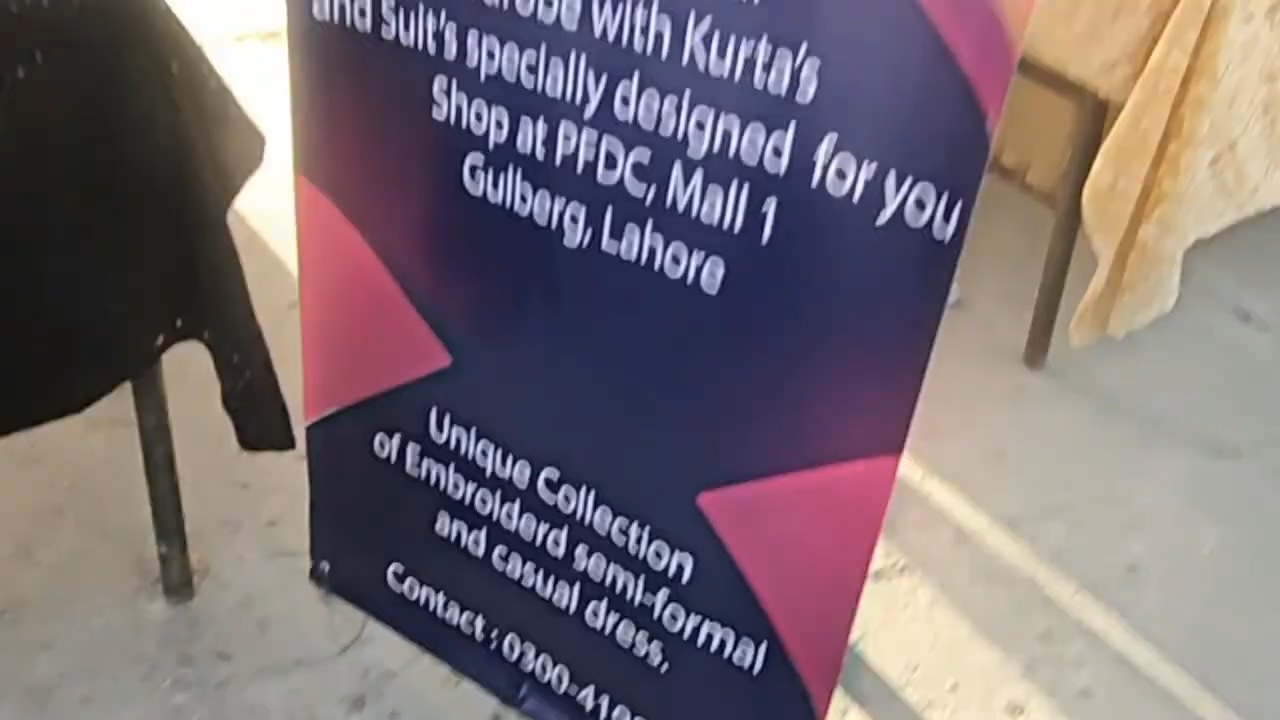 with Kurta's
and Suit's specially designed for you
Shop at PFDC, Mall 1
Gulberg, Lahore
Unique Collection
of Embroiderd semi-formal
and casual dress,
Contact : 0300-41